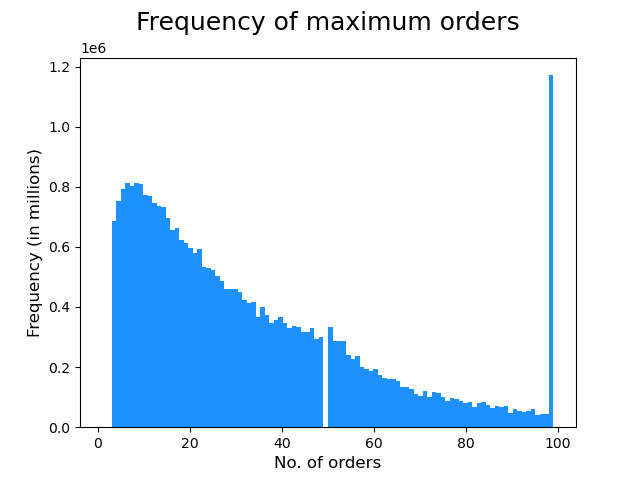 Frequency of maximum orders
1e6
1.2
1.0
0.8
0.6
0.4
0.2
0.0
Frequency (in millions)
0 20 40 60 80 100
No. of orders